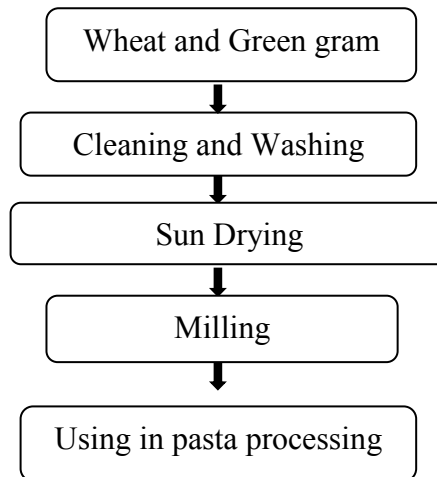 Wheat and Green gram
Cleaning and Washing
Sun Drying
Milling
Using in pasta processing